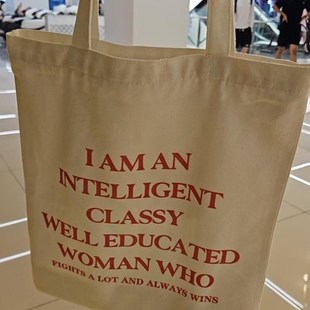 I AM AN
INTELLIGENT
CLASSY
WELL EDUCATED
WOMAN WHO
FIGHTS A LOT AND ALWAYS WINS